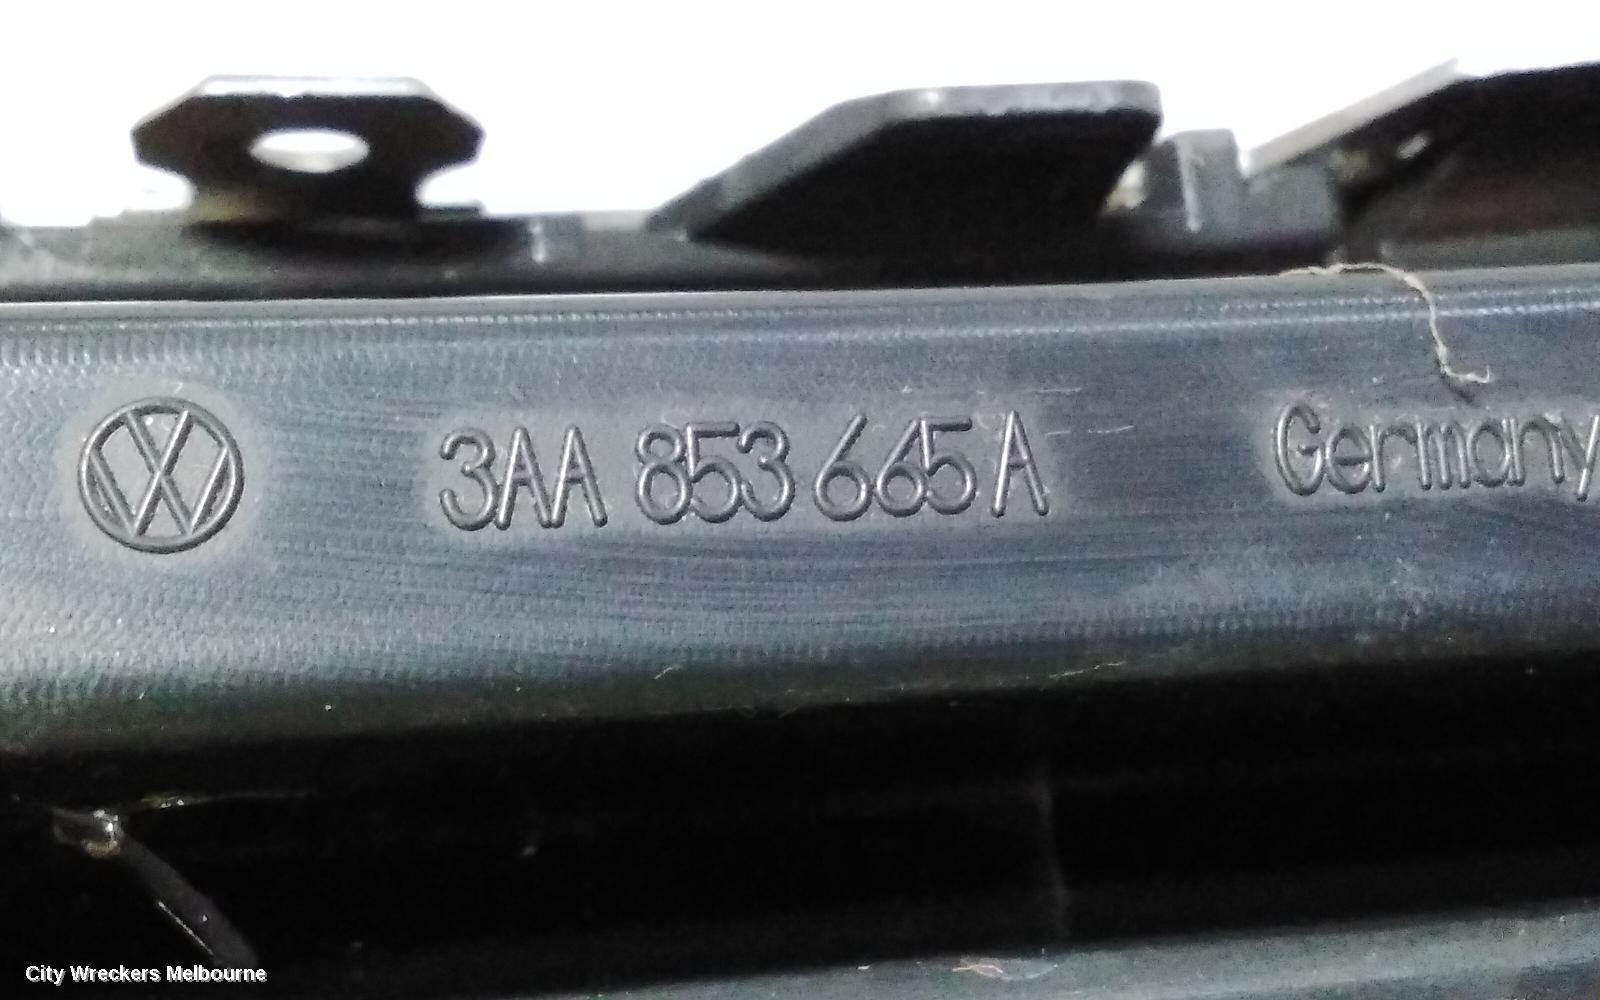 3AA 853 665 A Germany
City Wreckers Melbourne